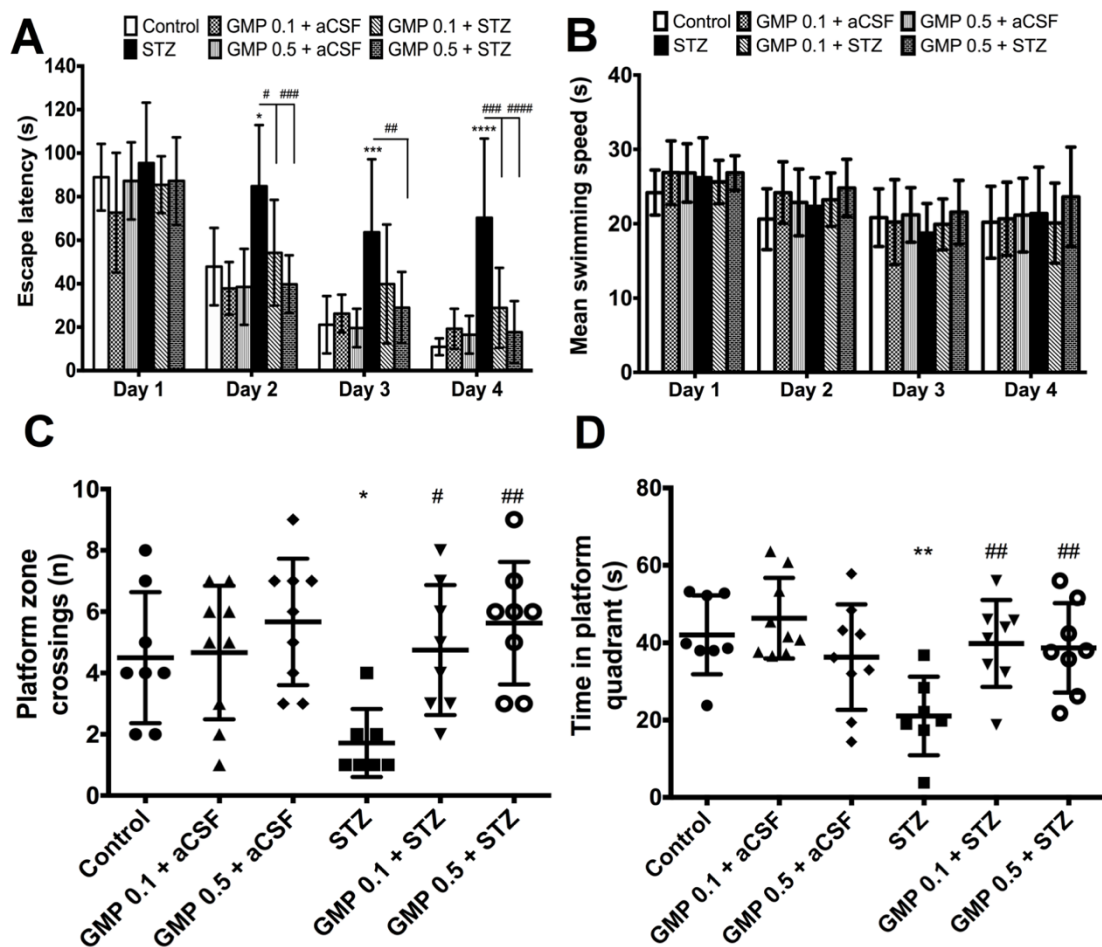 A
Control GMP 0.1 + aCSF GMP 0.1 + STZ
STZ GMP 0.5 + aCSF GMP 0.5 + STZ
Escape latency (s)
140
120
100
80
60
40
20
0
# ###
*
##
***
### ####
****
Day 1 Day 2 Day 3 Day 4
B
Control GMP 0.1 + aCSF GMP 0.5 + aCSF
STZ GMP 0.1 + STZ GMP 0.5 + STZ
Mean swimming speed (s)
40
30
20
10
0
Day 1 Day 2 Day 3 Day 4
C
Platform zone
crossings (n)
10
8
6
4
2
0
* # ##
Control
GMP 0.1 + aCSF
GMP 0.5 + aCSF
STZ
GMP 0.1 + STZ
GMP 0.5 + STZ
D
Time in platform
quadrant (s)
80
60
40
20
0
** ## ##
Control
GMP 0.1 + aCSF
GMP 0.5 + aCSF
STZ
GMP 0.1 + STZ
GMP 0.5 + STZ